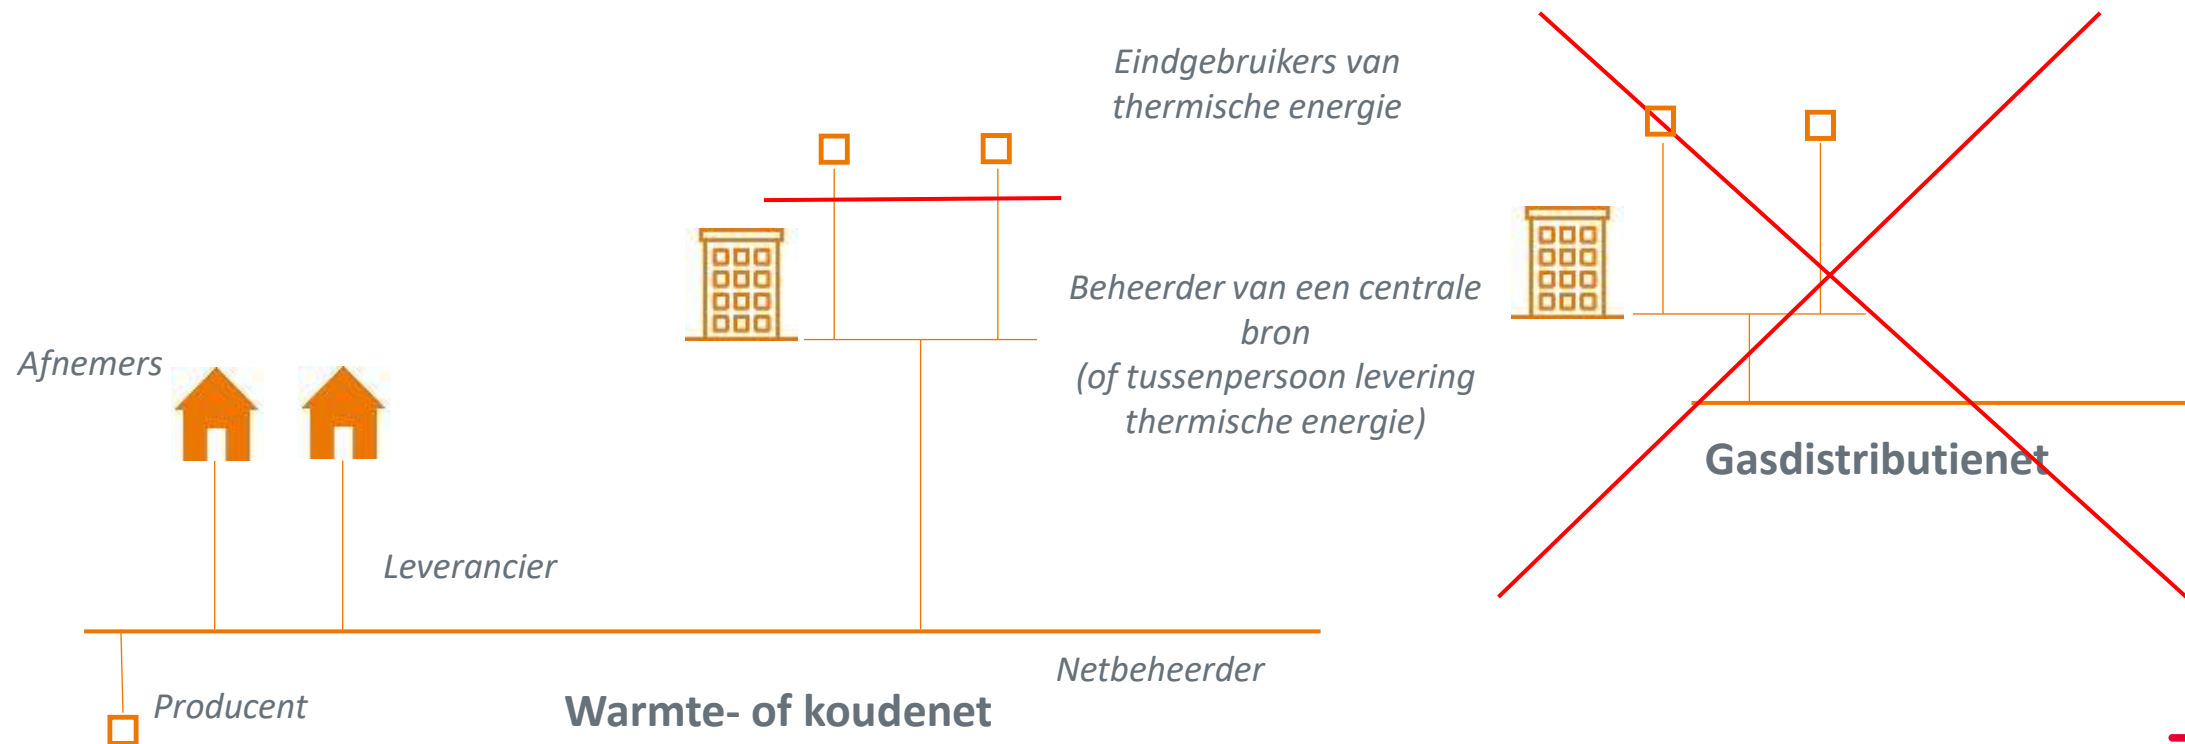 Eindgebruikers van
thermische energie
Beheerder van een centrale
bron
(of tussenpersoon levering
thermische energie)
Afnemers
Gasdistributienet
Leverancier
Netbeheerder
Producent
Warmte- of koudenet